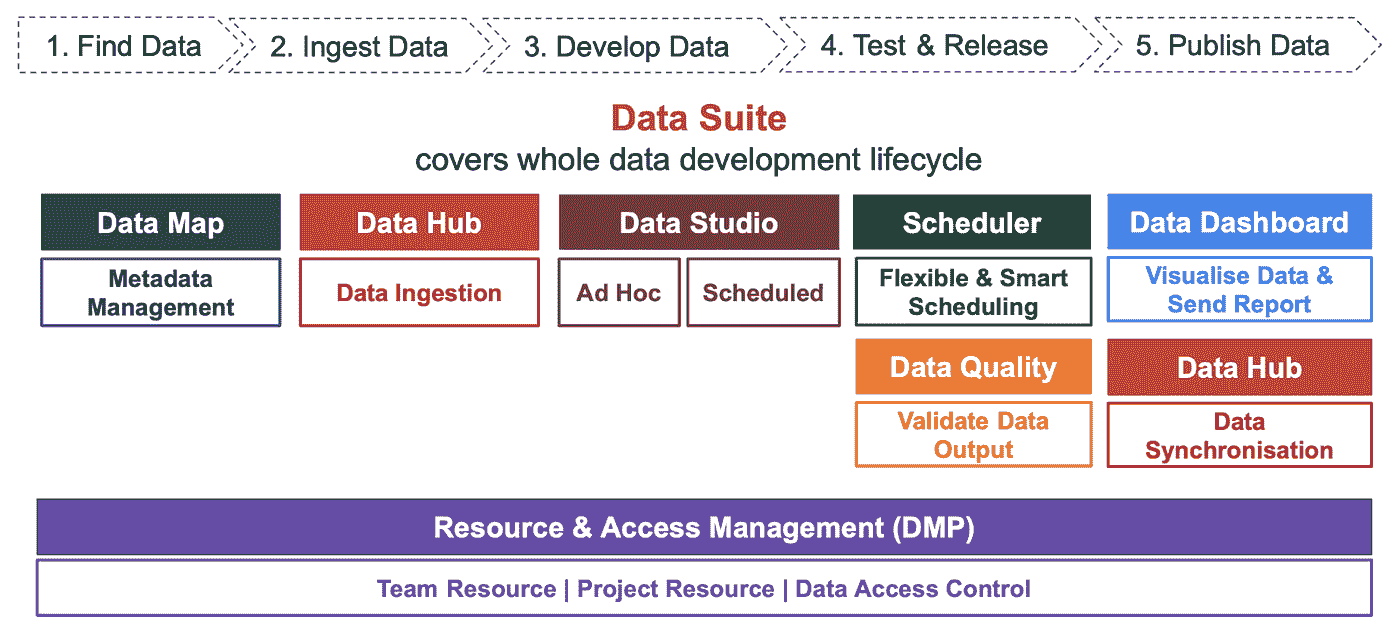 1. Find Data
2. Ingest Data
3. Develop Data
4. Test & Release
5. Publish Data
Data Suite
covers whole data development lifecycle
Data Map
Metadata
Management
Data Hub
Data Ingestion
Data Studio
Ad Hoc
Scheduled
Scheduler
Flexible & Smart
Scheduling
Data Quality
Validate Data
Output
Data Dashboard
Visualise Data &
Send Report
Data Hub
Data
Synchronisation
Resource & Access Management (DMP)
Team Resource | Project Resource | Data Access Control